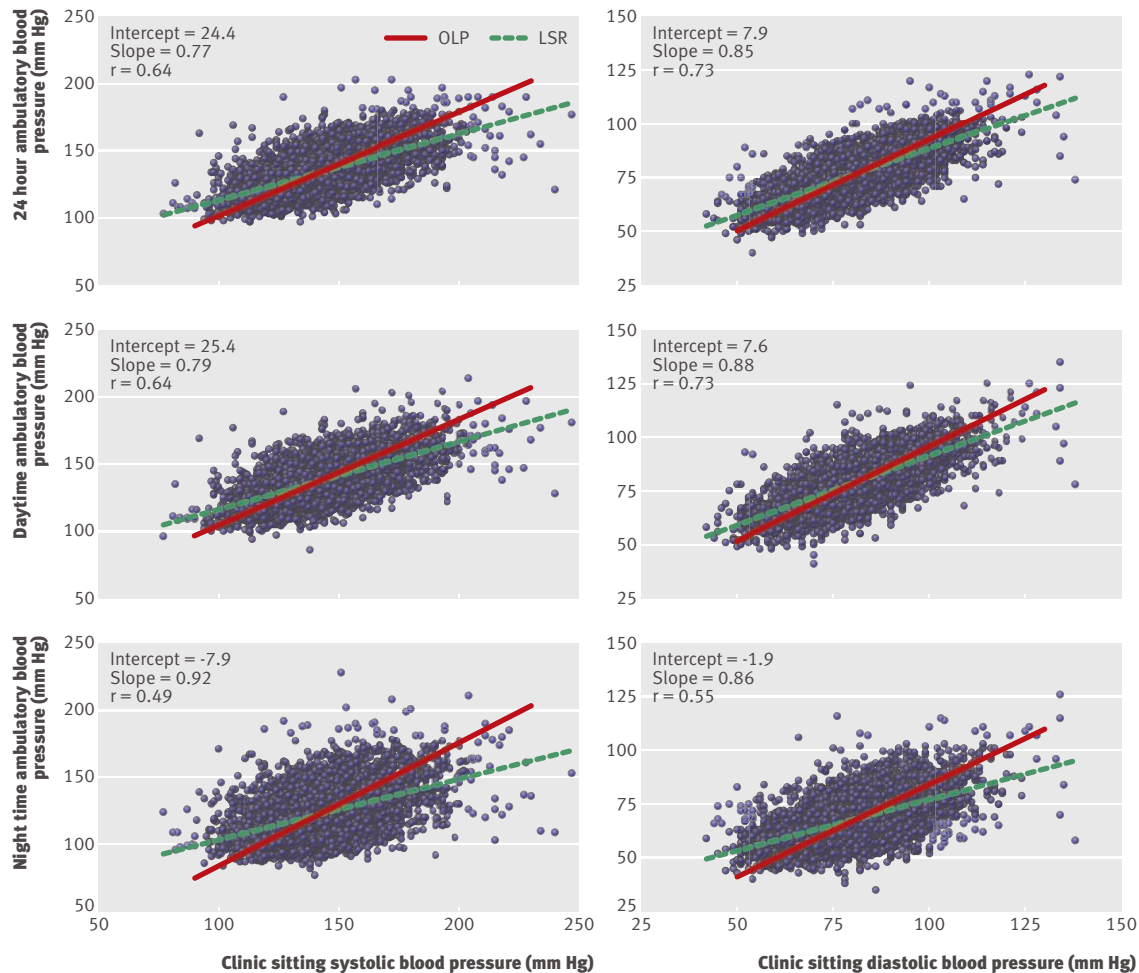 24 hour ambulatory blood
pressure (mm Hg)
250
200
150
100
50
Intercept = 24.4
Slope = 0.77
r = 0.64
OLP
LSR
150
125
100
75
50
25
Intercept = 7.9
Slope = 0.85
r = 0.73
Daytime ambulatory blood
pressure (mm Hg)
250
200
150
100
50
Intercept = 25.4
Slope = 0.79
r = 0.64
150
125
100
75
50
25
Intercept = 7.6
Slope = 0.88
r = 0.73
Night time ambulatory blood
pressure (mm Hg)
250
200
150
100
50
Intercept = -7.9
Slope = 0.92
r = 0.49
50 100 150 200 250
Clinic sitting systolic blood pressure (mm Hg)
150
125
100
75
50
25
Intercept = -1.9
Slope = 0.86
r = 0.55
25 50 75 100 125 150
Clinic sitting diastolic blood pressure (mm Hg)